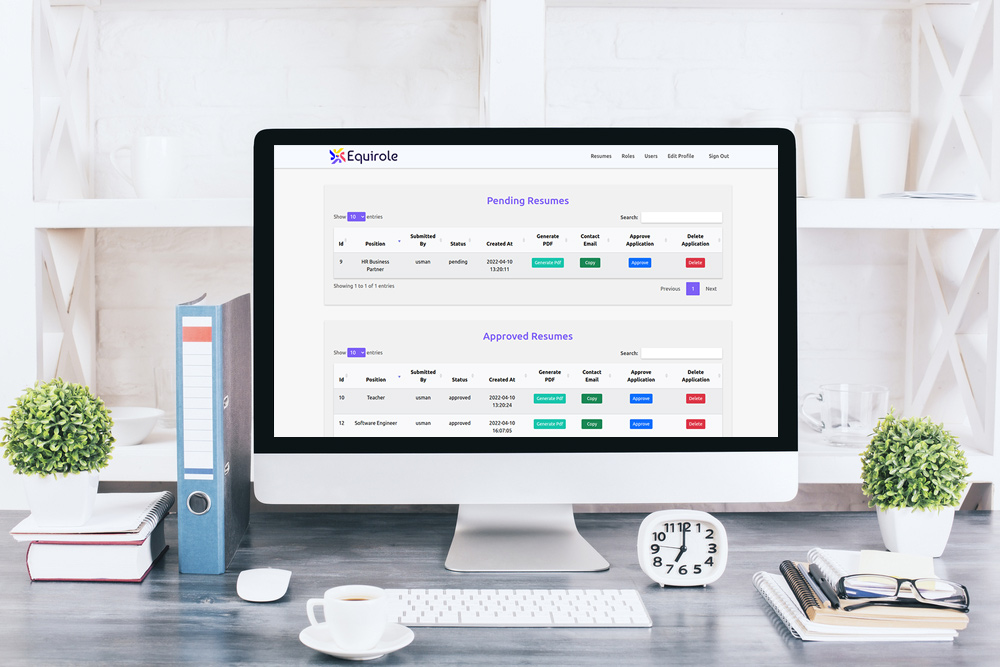 Equirole
Resumes Roles Users Edit Profile Sign Out
Pending Resumes
Show 10 entries
Search:
Id Position Submitted By Status Created At Generate PDF Contact Email Approve Application Delete Application
9 HR Business Partner usman pending 2022-04-10 13:20:11 Generate Pdf Copy Approve Delete
Showing 1 to 1 of 1 entries
Previous 1 Next
Approved Resumes
Show 10 entries
Search:
Id Position Submitted By Status Created At Generate PDF Contact Email Approve Application Delete Application
10 Teacher usman approved 2022-04-10 13:20:24 Generate Pdf Copy Approve Delete
12 Software Engineer usman approved 2022-04-10 16:07:05 Generate Pdf Copy Approve Delete
12 1 2 3 4 5 6 7 8 9 10 11